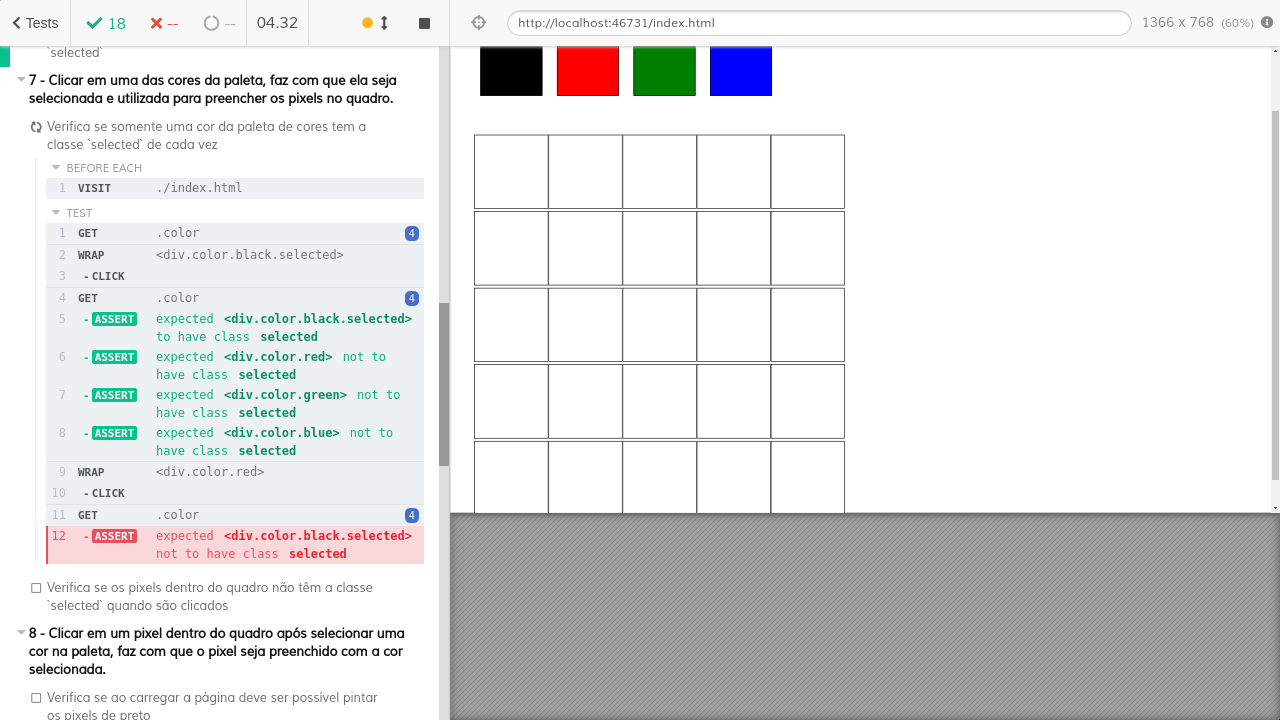 Tests 18 -- -- 04.32 http://localhost:46731/index.html 1366 x 768 (60%)
`selected`
7 - Clicar em uma das cores da paleta, faz com que ela seja
selecionada e utilizada para preencher os pixels no quadro.
Verifica se somente uma cor da paleta de cores tem a
classe `selected` de cada vez
BEFORE EACH
1 VISIT ./index.html
TEST
1 GET .color 4
2 WRAP <div.color.black.selected>
3 - CLICK
4 GET .color 4
5 - ASSERT expected <div.color.black.selected>
to have class selected
6 - ASSERT expected <div.color.red> not to
have class selected
7 - ASSERT expected <div.color.green> not to
have class selected
8 - ASSERT expected <div.color.blue> not to
have class selected
9 WRAP <div.color.red>
10 - CLICK
11 GET .color 4
12 - ASSERT expected <div.color.black.selected>
not to have class selected
Verifica se os pixels dentro do quadro não têm a classe
`selected` quando são clicados
8 - Clicar em um pixel dentro do quadro após selecionar uma
cor na paleta, faz com que o pixel seja preenchido com a cor
selecionada.
Verifica se ao carregar a página deve ser possível pintar
os pixels de preto